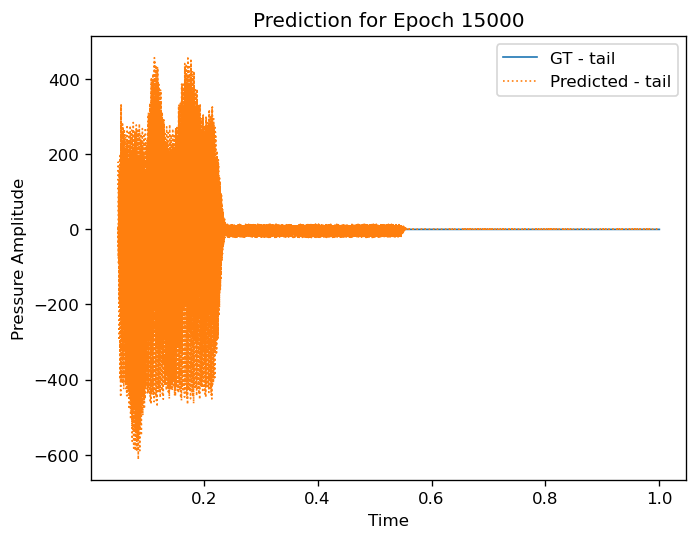 Prediction for Epoch 15000
GT - tail
Predicted - tail
Pressure Amplitude
400
200
0
−200
−400
−600
0.2
0.4
0.6
0.8
1.0
Time